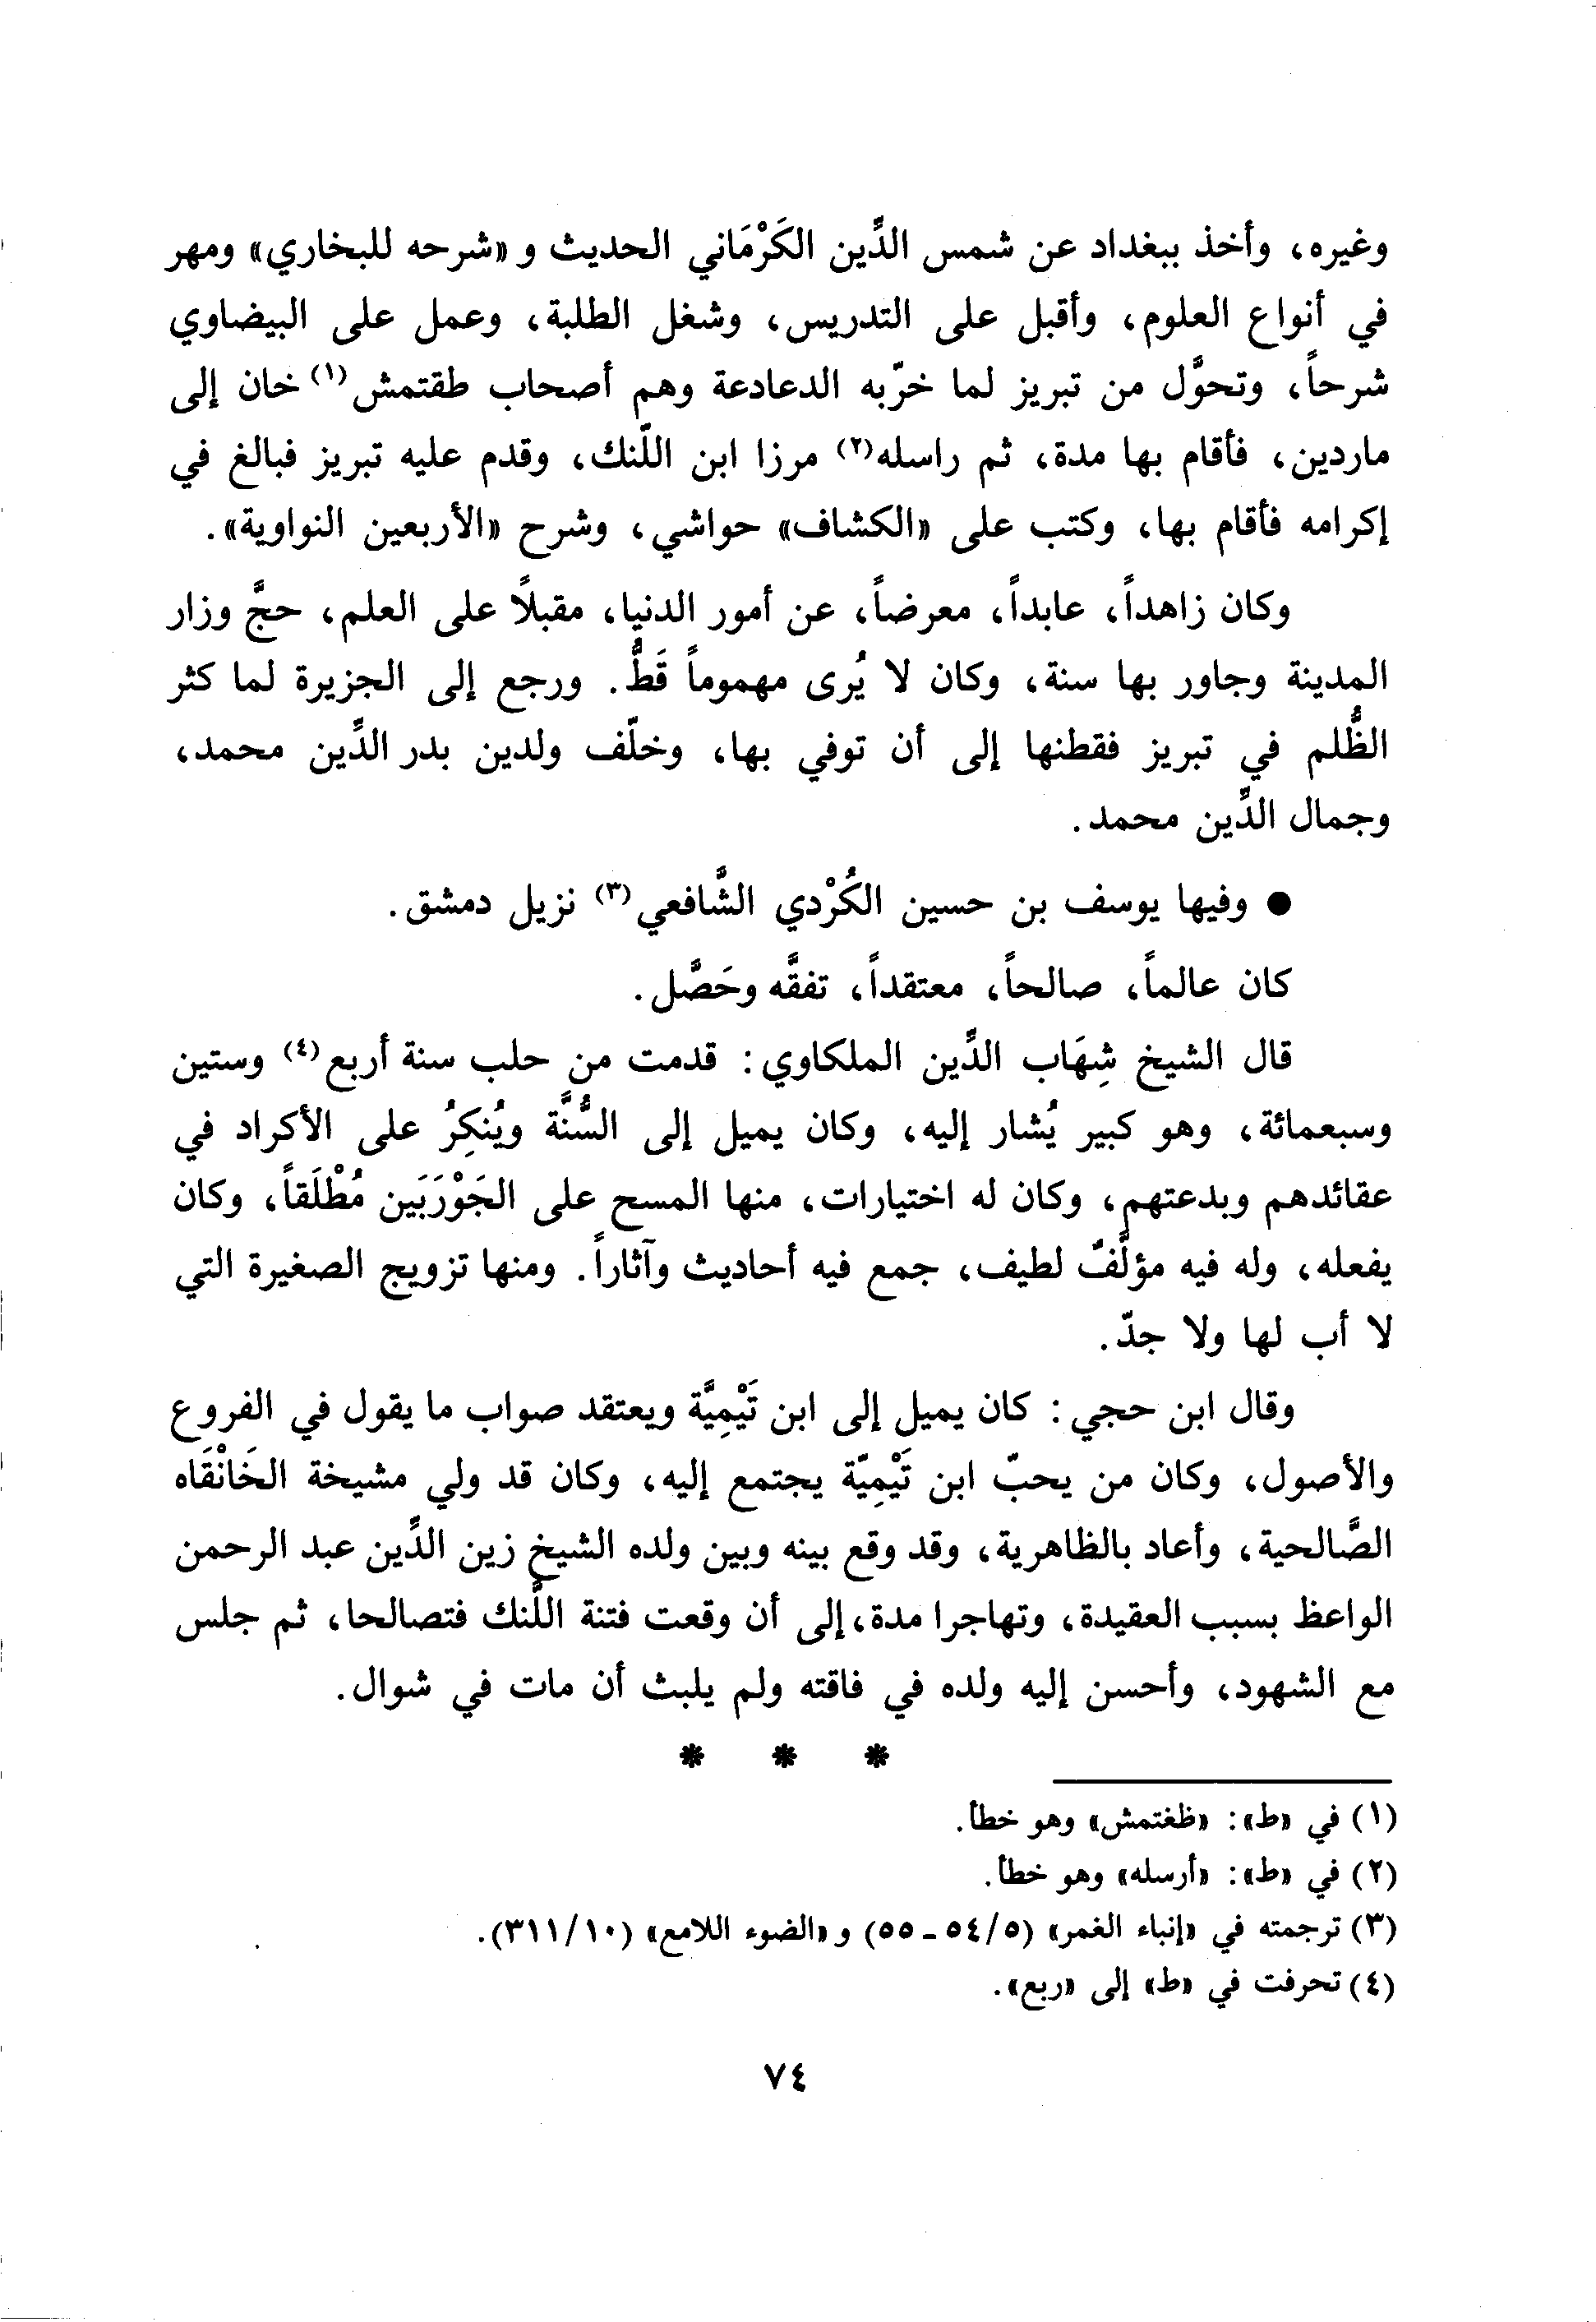 وغيره، وأخذ ببغداد عن شمس الدِّين الكَرْمَاني الحديث و «شرحه للبخاري» ومهر
في أنواع العلوم، وأقبل على التدريس، وشغل الطلبة، وعمل على البيضاوي
شرحاً، وتحوَّل من تبريز لما خرّبه الدعادعة وهم أصحاب طقتمش(١) خان إلى
ماردين، فأقام بها مدة، ثم راسله(٢) مرزا ابن اللّنك، وقدم عليه تبريز فبالغ في
إكرامه فأقام بها، وكتب على «الكشاف» حواشي، وشرح «الأربعين النواوية».
وكان زاهداً، عابداً، معرضاً، عن أمور الدنيا، مقبلاً على العلم، حجَّ وزار
المدينة وجاور بها سنة، وكان لا يُرى مهموماً قَطُّ. ورجع إلى الجزيرة لما كثر
الظُّلم في تبريز فقطنها إلى أن توفي بها، وخلّف ولدين بدر الدِّين محمد،
وجمال الدِّين محمد.
● وفيها يوسف بن حسين الكُرْدي الشَّافعي(٣) نزيل دمشق.
كان عالماً، صالحاً، معتقداً، تفقَّه وحَصَّل.
قال الشيخ شِهَاب الدِّين الملكاوي: قدمت من حلب سنة أربع(٤) وستين
وسبعمائة، وهو كبير يُشار إليه، وكان يميل إلى السُّنَّة ويُنكِرُ على الأكراد في
عقائدهم وبدعتهم، وكان له اختيارات، منها المسح على الجَوْرَبَين مُطْلَقاً، وكان
يفعله، وله فيه مؤلَّفٌ لطيف، جمع فيه أحاديث وآثاراً. ومنها تزويج الصغيرة التي
لا أب لها ولا جدّ.
وقال ابن حجي: كان يميل إلى ابن تَيْمِيَّة ويعتقد صواب ما يقول في الفروع
والأصول، وكان من يحبّ ابن تَيْمِيّة يجتمع إليه، وكان قد ولي مشيخة الخَانْقَاه
الصَّالحية، وأعاد بالظاهرية، وقد وقع بينه وبين ولده الشيخ زين الدِّين عبد الرحمن
الواعظ بسبب العقيدة، وتهاجرا مدة، إلى أن وقعت فتنة اللَّنك فتصالحا، ثم جلس
مع الشهود، وأحسن إليه ولده في فاقته ولم يلبث أن مات في شوال.
* * *
(١) في «ط»: «ظغتمش» وهو خطأ.
(٢) في «ط»: «أرسله» وهو خطأ.
(٣) ترجمته في «إنباء الغمر» (٥/٥٤ـ٥٥) و «الضوء اللامع» (١٠/٣١١).
(٤) تحرفت في «ط» إلى «ربع».
٧٤